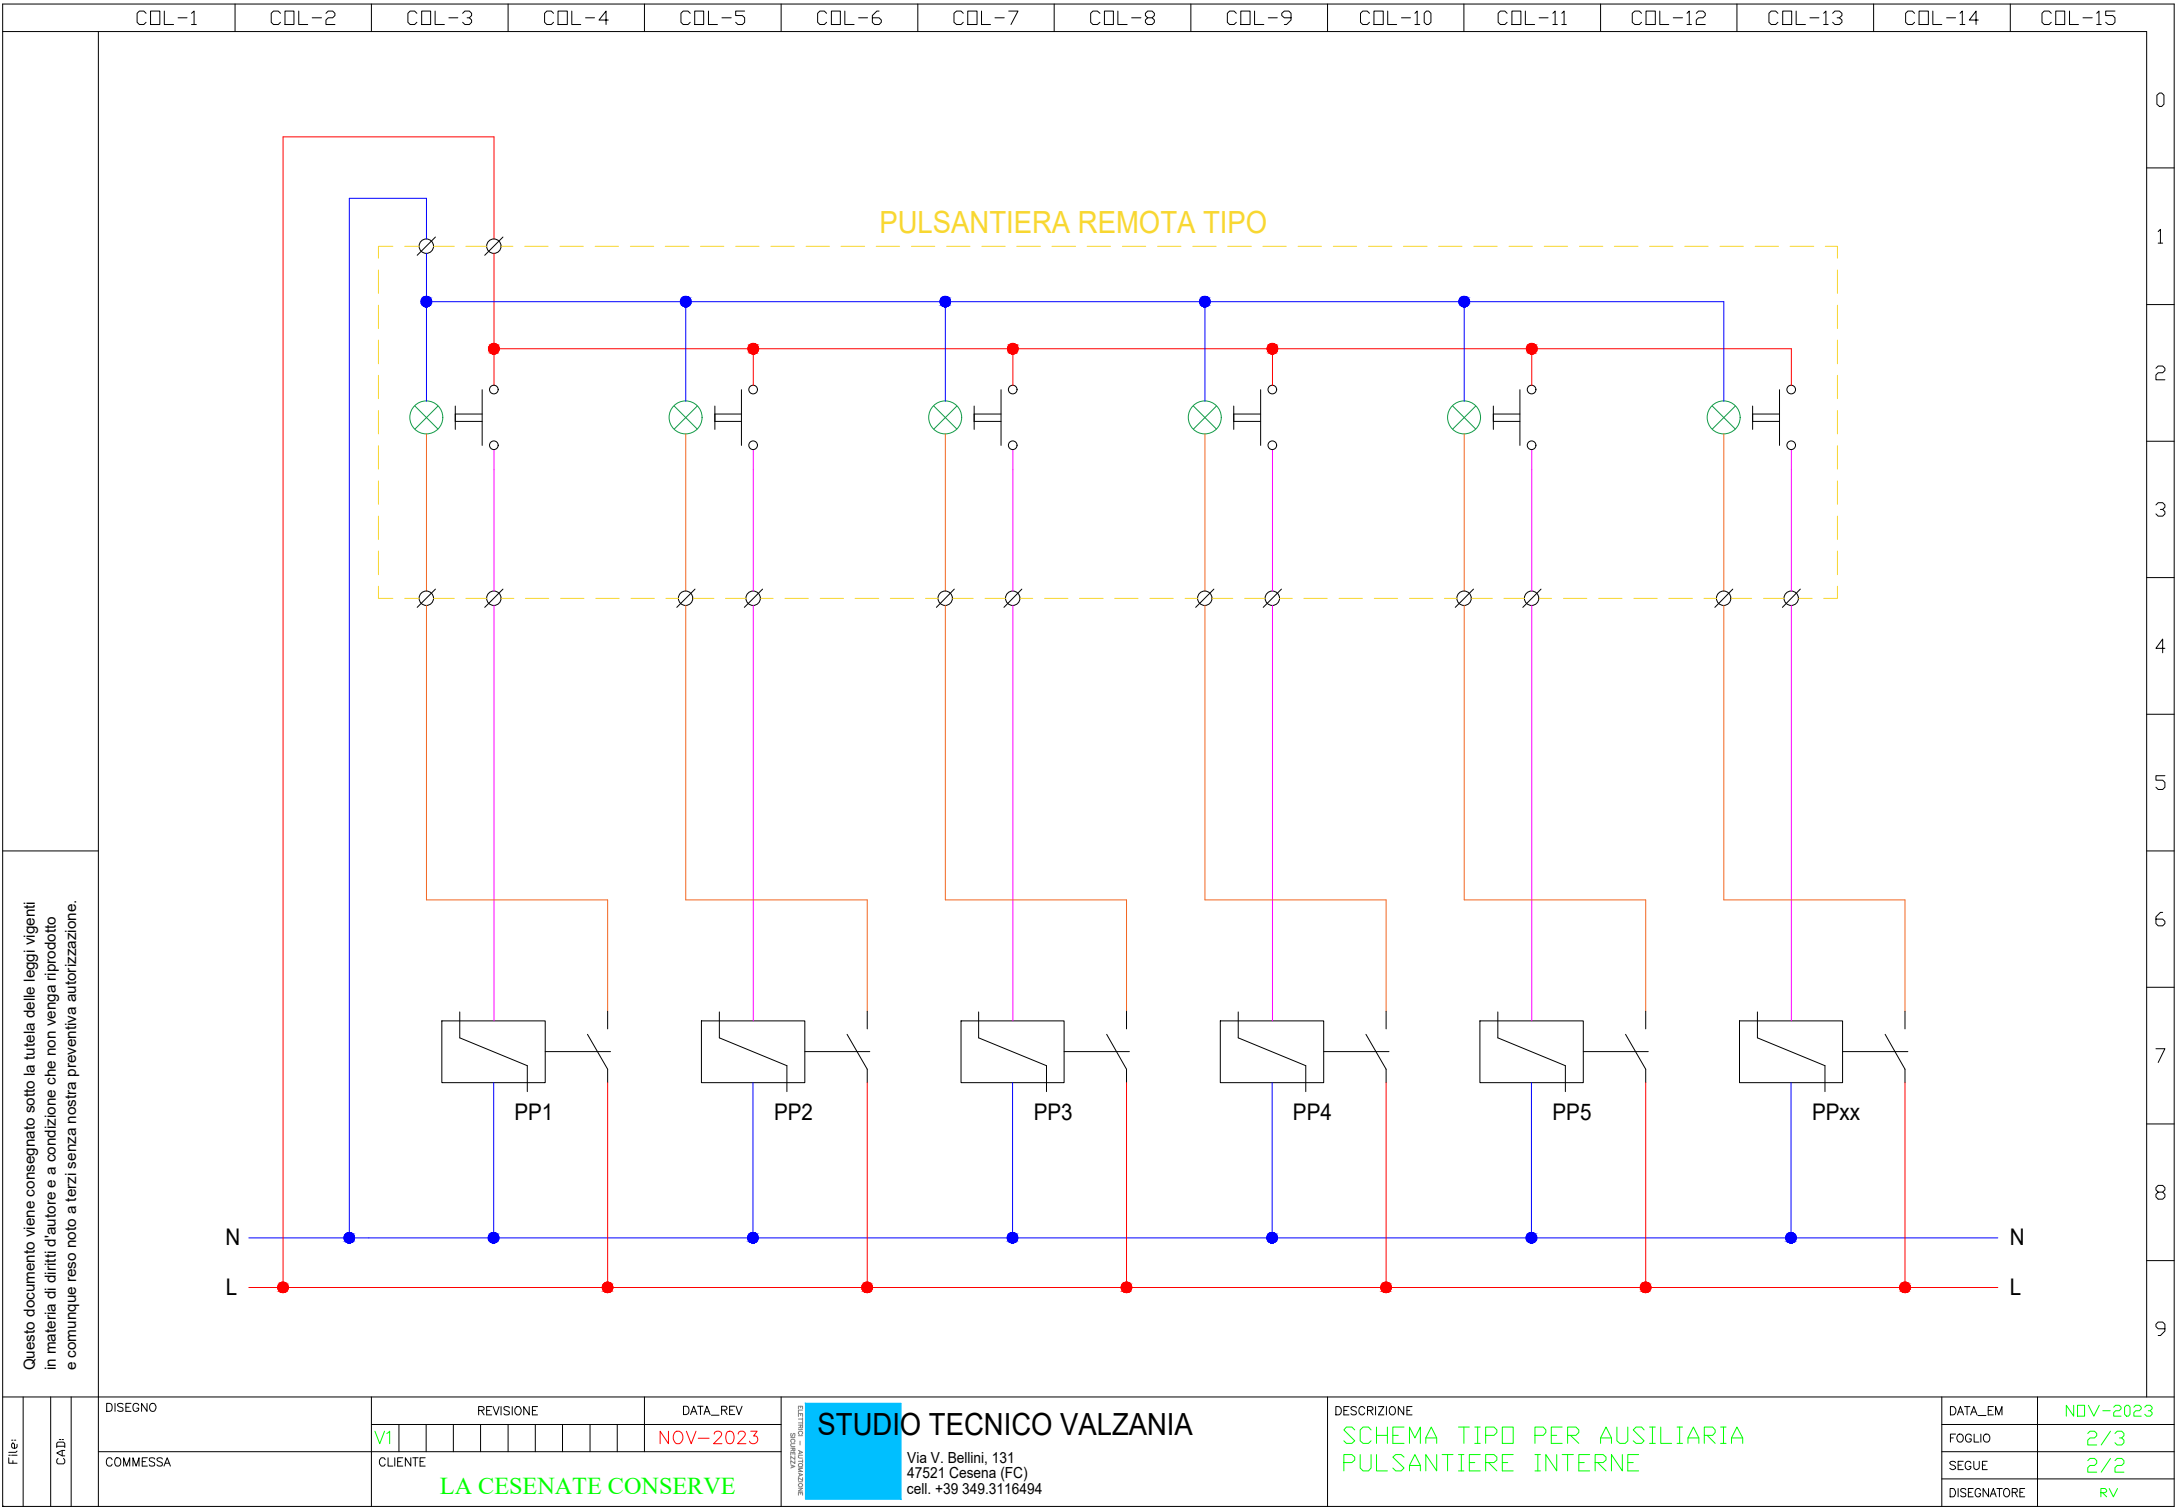 COL-1 COL-2 COL-3 COL-4 COL-5 COL-6 COL-7 COL-8 COL-9 COL-10 COL-11 COL-12 COL-13 COL-14 COL-15
0
1
2
3
4
5
6
7
8
9
PULSANTIERA REMOTA TIPO
PP1 PP2 PP3 PP4 PP5 PPxx
N N
L L
Questo documento viene consegnato sotto la tutela delle leggi vigenti
in materia di diritti d'autore e a condizione che non venga riprodotto
e comunque reso noto a terzi senza nostra preventiva autorizzazione.
File:
CAD:
DISEGNO
COMMESSA
REVISIONE
V1
DATA_REV
NOV-2023
CLIENTE
LA CESENATE CONSERVE
ELETTRICI - AUTOMAZIONE
SICUREZZA
STUDIO TECNICO VALZANIA
Via V. Bellini, 131
47521 Cesena (FC)
cell. +39 349.3116494
DESCRIZIONE
SCHEMA TIPO PER AUSILIARIA
PULSANTIERE INTERNE
DATA_EM NOV-2023
FOGLIO 2/3
SEGUE 2/2
DISEGNATORE RV